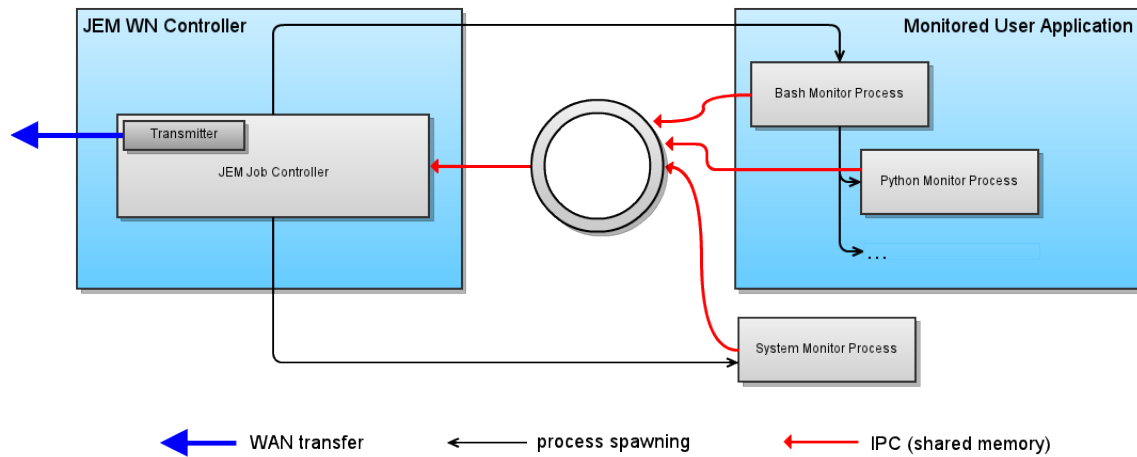 JEM WN Controller
Monitored User Application
Transmitter
JEM Job Controller
Bash Monitor Process
Python Monitor Process
...
System Monitor Process
WAN transfer
process spawning
IPC (shared memory)